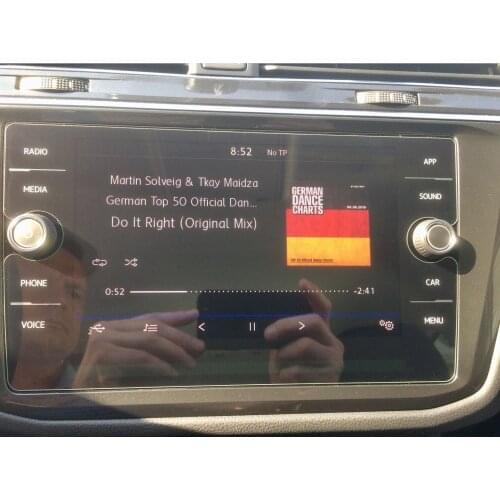 8:52 No TP
RADIO
APP
MEDIA
SOUND
PHONE
CAR
VOICE
MENU
Martin Solveig & Tkay Maidza
German Top 50 Official Dan...
Do It Right (Original Mix)
GERMAN
DANCE
CHARTS
0:52
-2:41